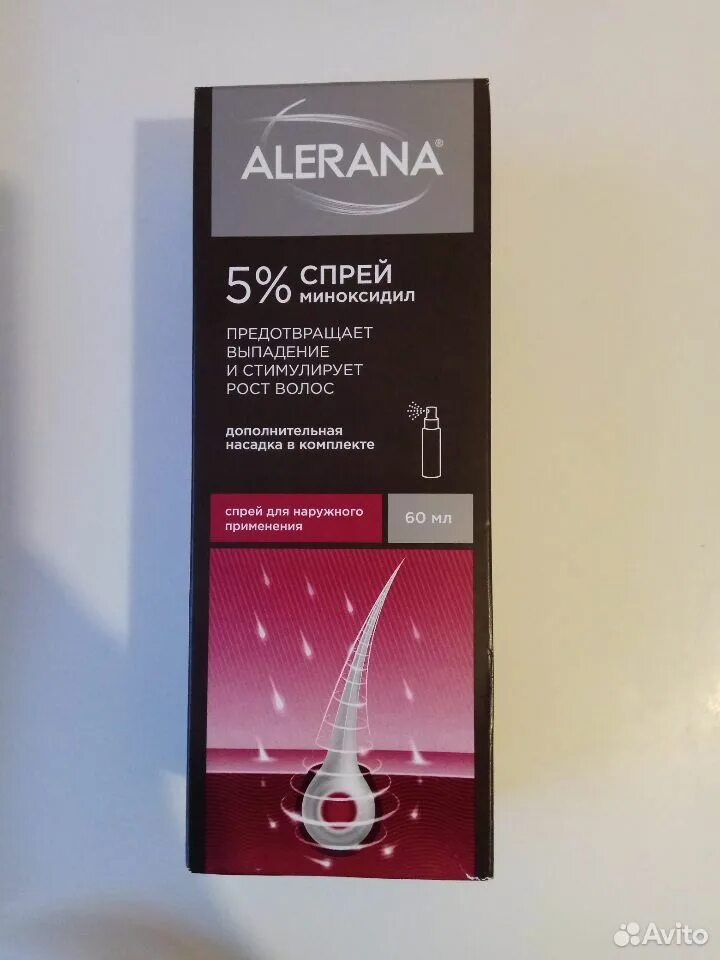 ALERANA®
5% СПРЕЙ
МИНОКСИДИЛ
ПРЕДОТВРАЩАЕТ
ВЫПАДЕНИЕ
И СТИМУЛИРУЕТ
РОСТ ВОЛОС
дополнительная
насадка в комплекте
спрей для наружного
применения
60 мл
Avito